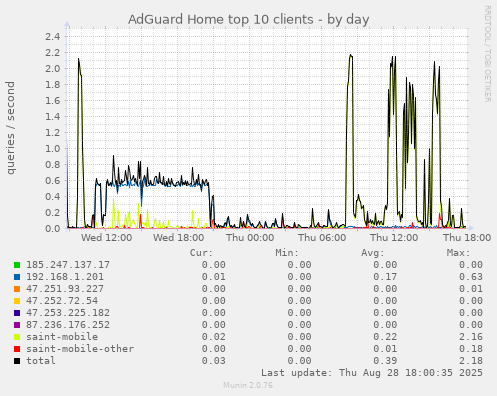 AdGuard Home top 10 clients - by day
RRDTOOL / TOBI OETIKER
queries / second
2.4
2.2
2.0
1.8
1.6
1.4
1.2
1.0
0.8
0.6
0.4
0.2
0.0
Wed 12:00 Wed 18:00 Thu 00:00 Thu 06:00 Thu 12:00 Thu 18:00
Cur: Min: Avg: Max:
185.247.137.17 0.00 0.00 0.00 0.00
192.168.1.201 0.01 0.00 0.17 0.63
47.251.93.227 0.00 0.00 0.00 0.01
47.252.72.54 0.00 0.00 0.00 0.00
47.253.225.182 0.00 0.00 0.00 0.00
87.236.176.252 0.00 0.00 0.00 0.00
saint-mobile 0.02 0.00 0.22 2.16
saint-mobile-other 0.00 0.00 0.01 0.18
total 0.03 0.00 0.39 2.18
Last update: Thu Aug 28 18:00:35 2025
Munin 2.0.76